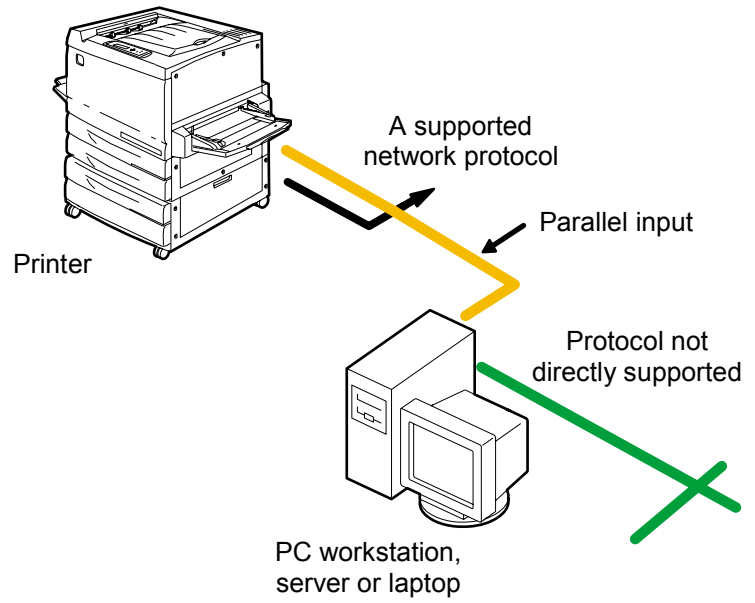 A supported
network protocol
Parallel input
Printer
Protocol not
directly supported
PC workstation,
server or laptop